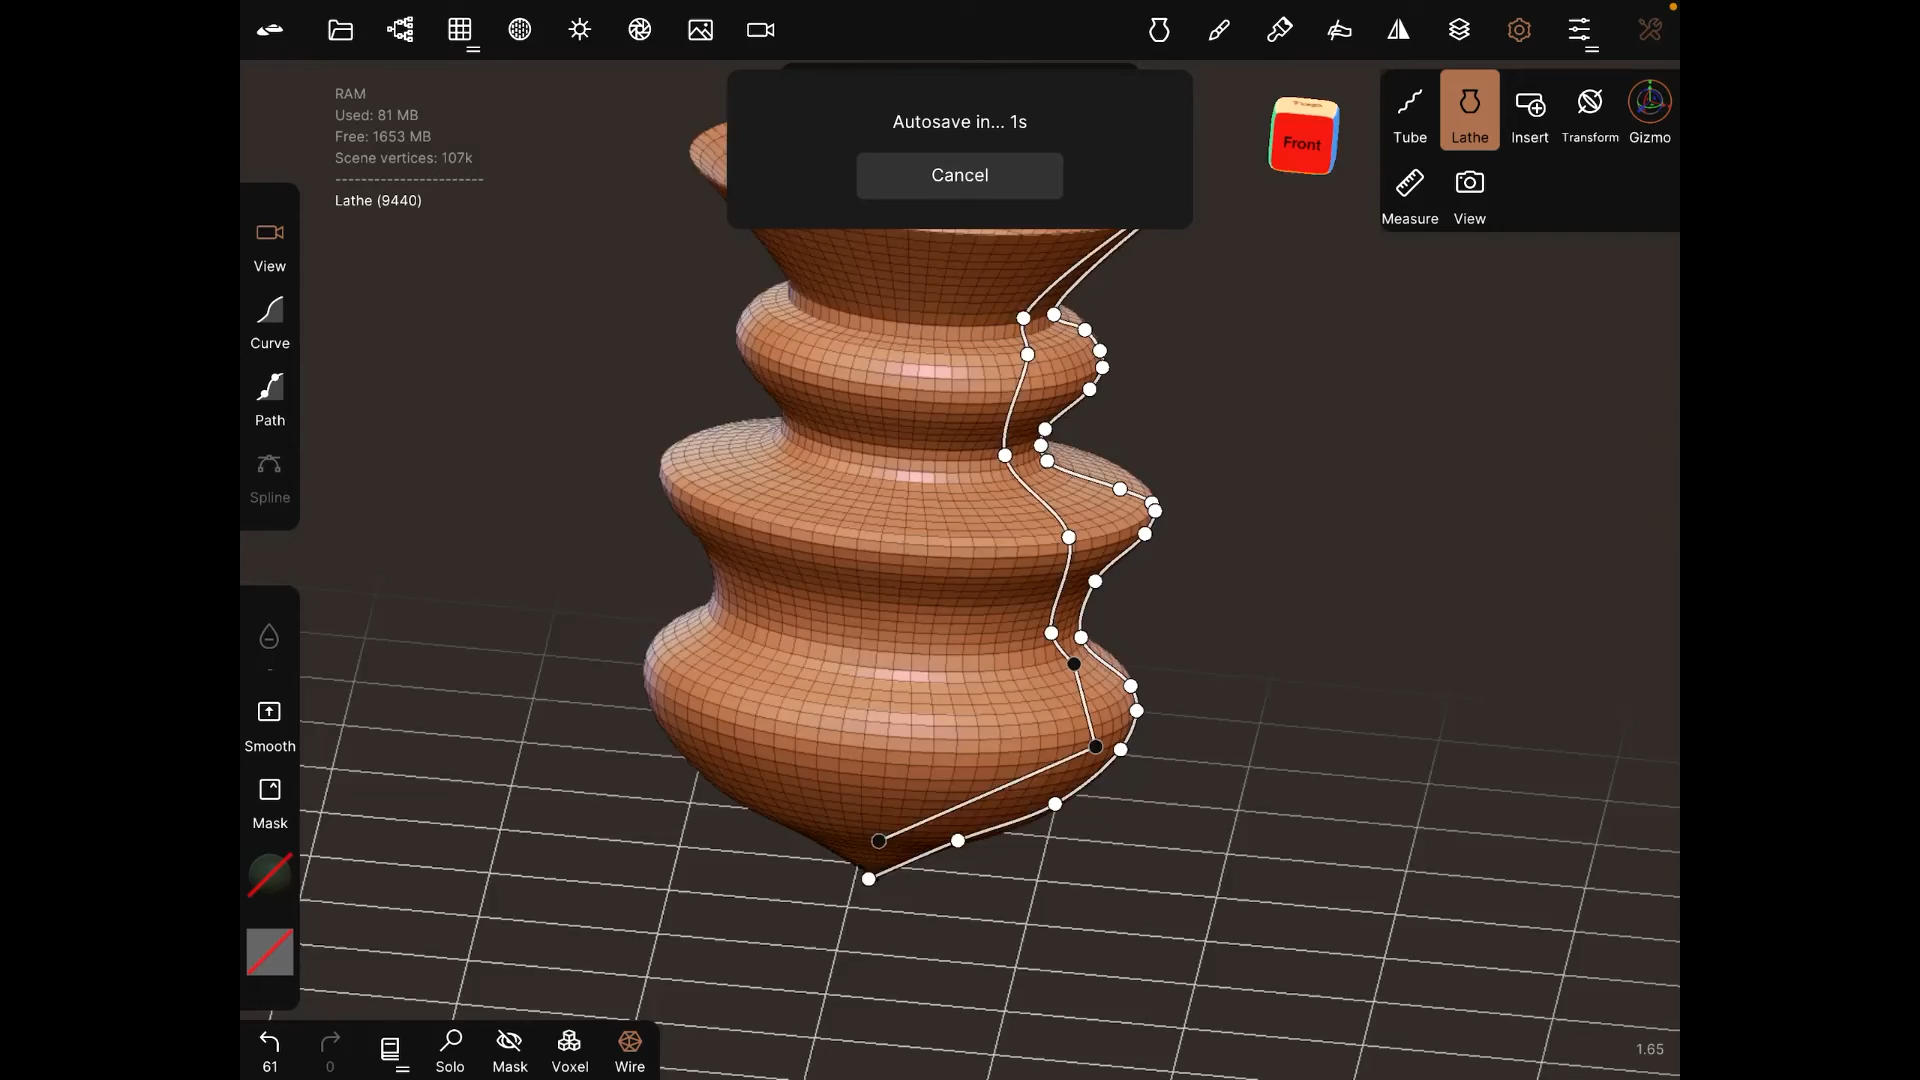 RAM
Used: 81 MB
Free: 1653 MB
Scene vertices: 107k
Lathe (9440)
Autosave in... 1s
Cancel
Front
Tube
Lathe
Insert
Transform
Gizmo
Measure
View
View
Curve
Path
Spline
-
Smooth
Mask
61
0
Solo
Mask
Voxel
Wire
1.65